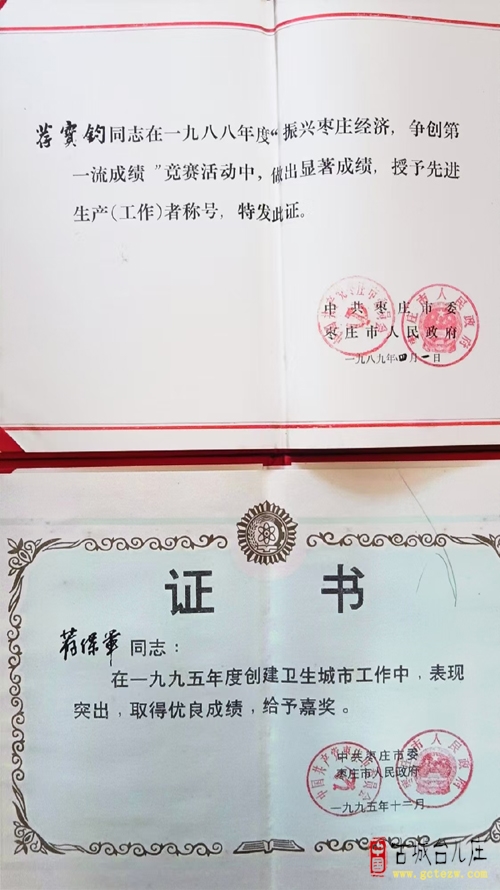 荐宝钧同志在一九八八年度“振兴枣庄经济，争创第
一流成绩”竞赛活动中，做出显著成绩，授予先进
生产(工作)者称号，特发此证。
中共枣庄市委
枣庄市人民政府
一九八九年四月一日
证书
同志：
在一九九五年度创建卫生城市工作中，表现
突出，取得优良成绩，给予嘉奖。
中共枣庄市委
枣庄市人民政府
一九九五年十二月
古城台儿庄
www.gctezw.com